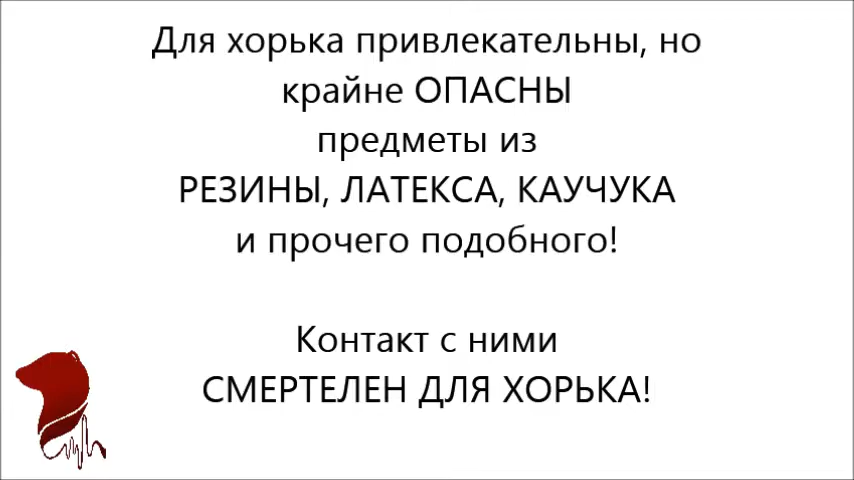 Для хорька привлекательны, но
крайне ОПАСНЫ
предметы из
РЕЗИНЫ, ЛАТЕКСА, КАУЧУКА
и прочего подобного!
Контакт с ними
СМЕРТЕЛЕН ДЛЯ ХОРЬКА!